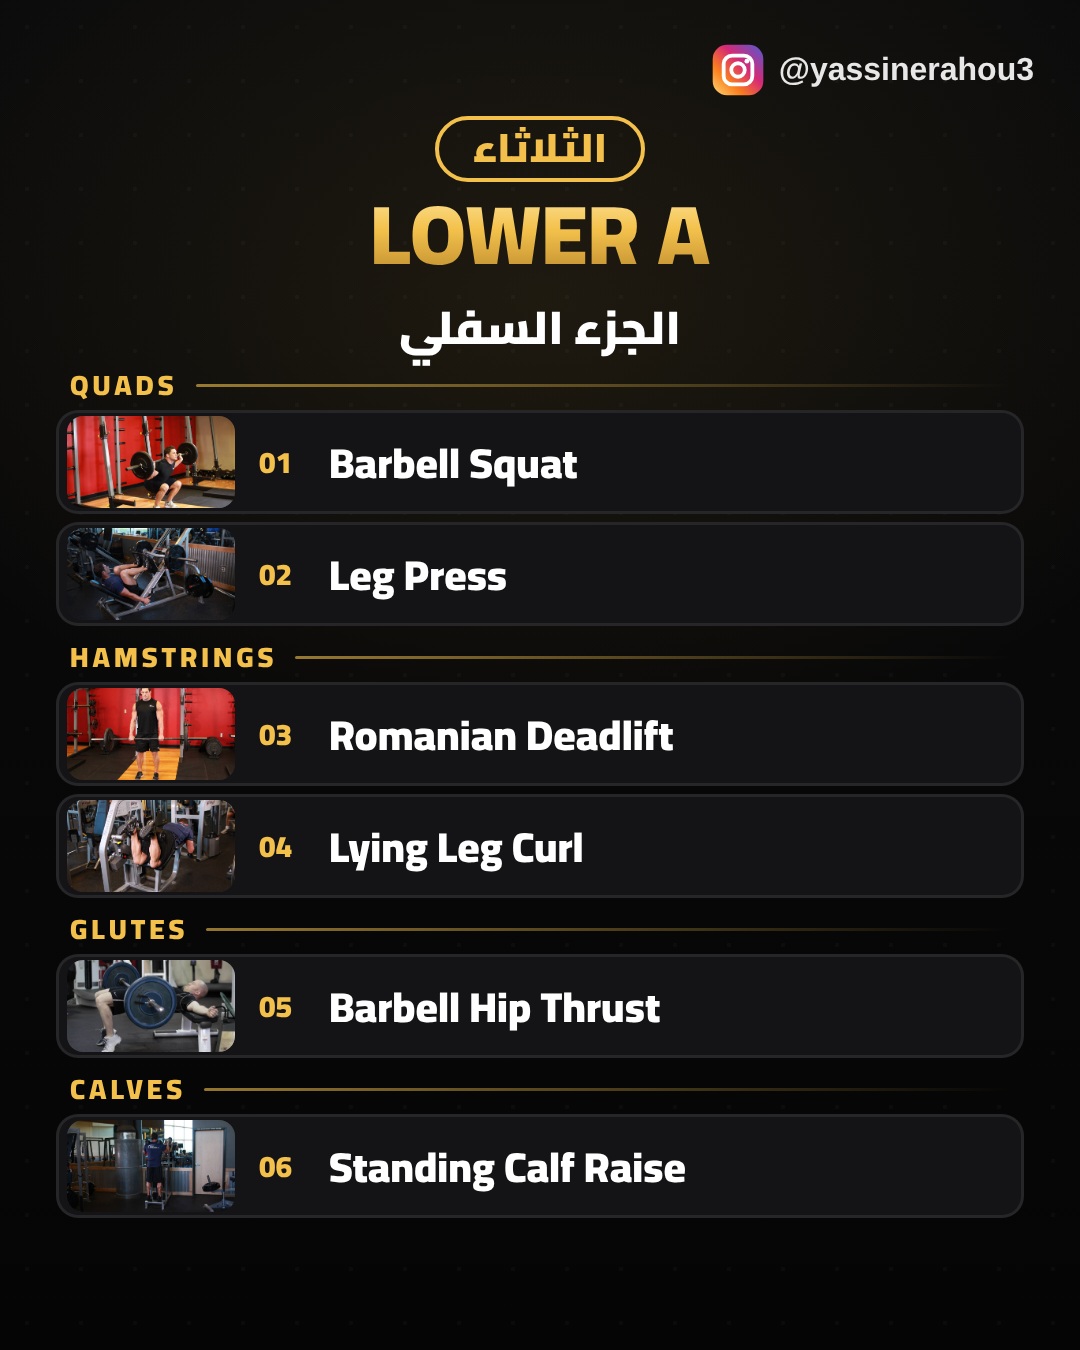 @yassinerahou3
الثلاثاء
LOWER A
الجزء السفلي
QUADS
01 Barbell Squat
02 Leg Press
HAMSTRINGS
03 Romanian Deadlift
04 Lying Leg Curl
GLUTES
05 Barbell Hip Thrust
CALVES
06 Standing Calf Raise